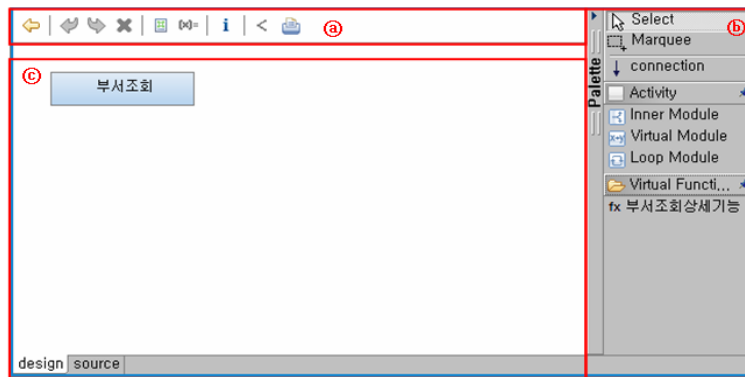 (x)= i < ⓐ
ⓒ
부서조회
design source
Palette
Select ⓑ
Marquee
connection
Activity
Inner Module
x+y Virtual Module
Loop Module
Virtual Functi...
fx 부서조회상세기능